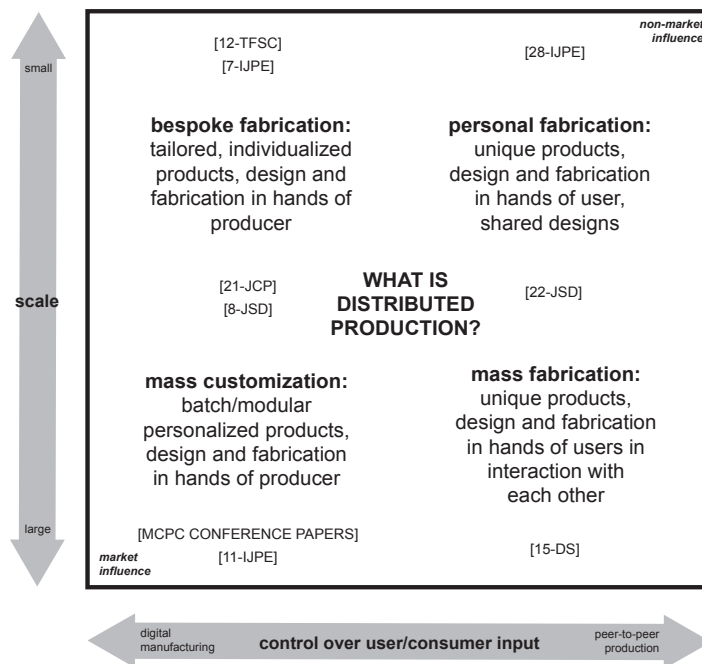 non-market
influence
small
[12-TFSC]
[7-IJPE]
[28-IJPE]
bespoke fabrication:
tailored, individualized
products, design and
fabrication in hands of
producer
personal fabrication:
unique products,
design and fabrication
in hands of user,
shared designs
scale
[21-JCP]
[8-JSD]
WHAT IS
DISTRIBUTED
PRODUCTION?
[22-JSD]
mass customization:
batch/modular
personalized products,
design and fabrication
in hands of producer
mass fabrication:
unique products,
design and fabrication
in hands of users in
interaction with
each other
large
[MCPC CONFERENCE PAPERS]
[11-IJPE]
[15-DS]
market
influence
digital
manufacturing
control over user/consumer input
peer-to-peer
production